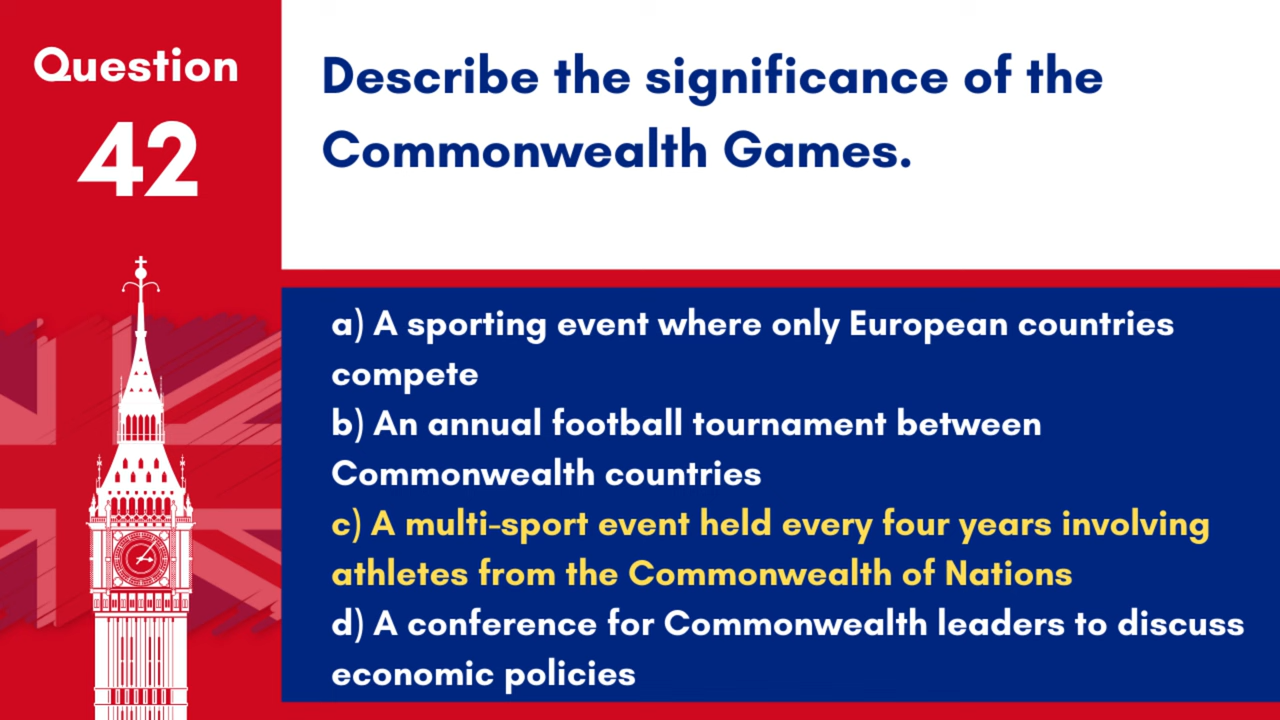 Question
42
Describe the significance of the
Commonwealth Games.
a) A sporting event where only European countries
compete
b) An annual football tournament between
Commonwealth countries
c) A multi-sport event held every four years involving
athletes from the Commonwealth of Nations
d) A conference for Commonwealth leaders to discuss
economic policies